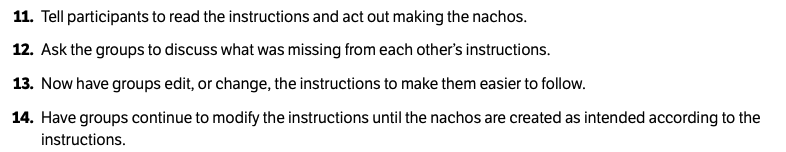 11. Tell participants to read the instructions and act out making the nachos.
12. Ask the groups to discuss what was missing from each other's instructions.
13. Now have groups edit, or change, the instructions to make them easier to follow.
14. Have groups continue to modify the instructions until the nachos are created as intended according to the
instructions.